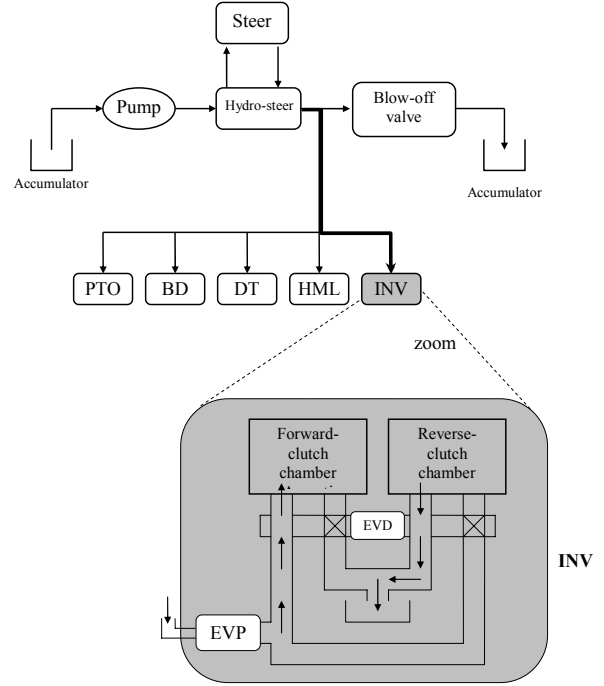 Steer
Pump
Hydro-steer
Blow-off
valve
Accumulator
Accumulator
PTO
BD
DT
HML
INV
zoom
Forward-
clutch
chamber
Reverse-
clutch
chamber
EVD
INV
EVP